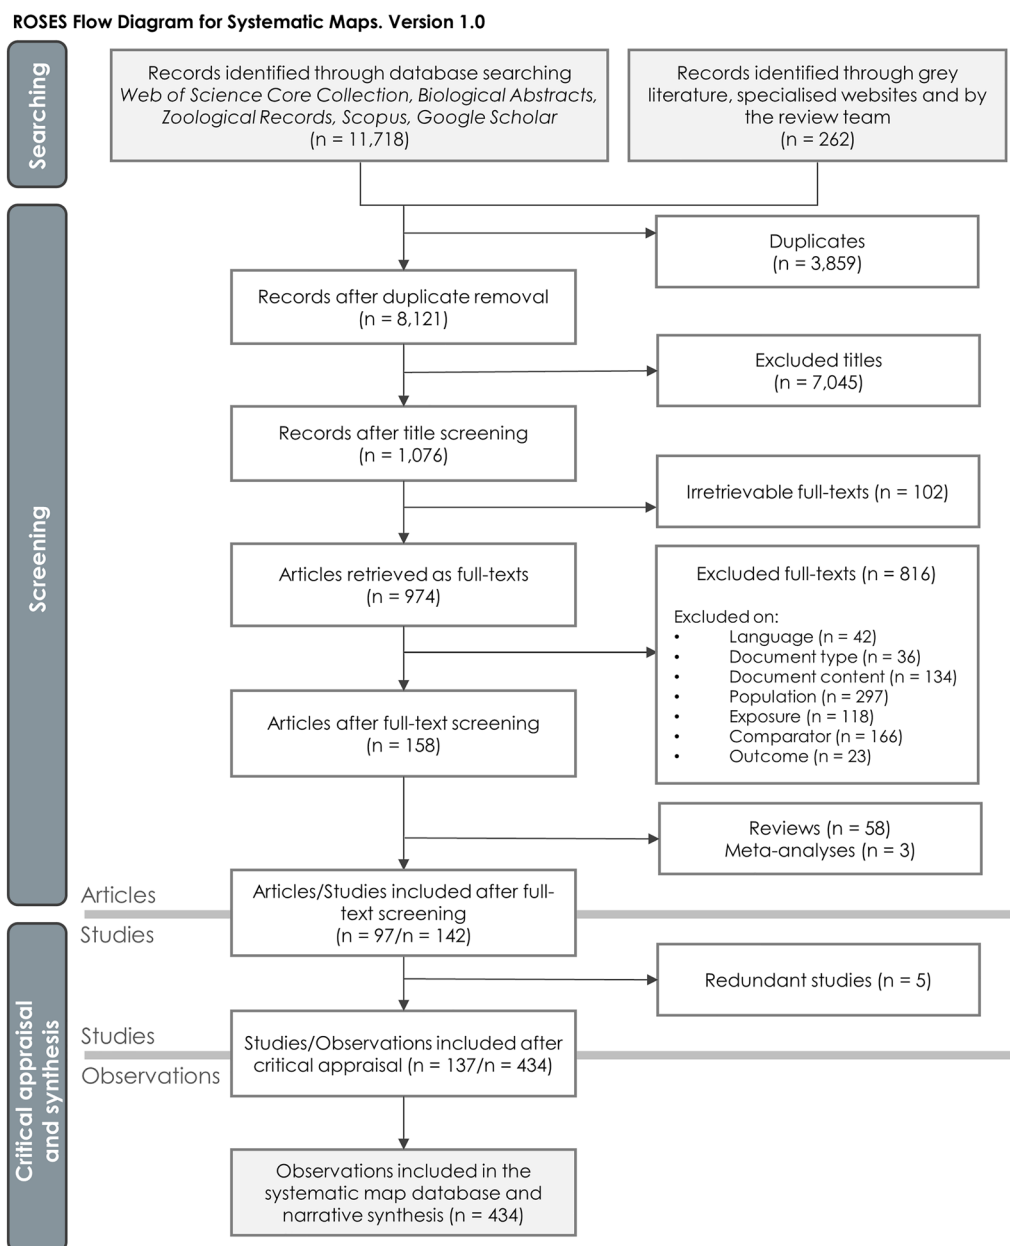 ROSES Flow Diagram for Systematic Maps. Version 1.0
Searching
Records identified through database searching
Web of Science Core Collection, Biological Abstracts,
Zoological Records, Scopus, Google Scholar
(n = 11,718)
Records identified through grey
literature, specialised websites and by
the review team
(n = 262)
Screening
Duplicates
(n = 3,859)
Records after duplicate removal
(n = 8,121)
Excluded titles
(n = 7,045)
Records after title screening
(n = 1,076)
Irretrievable full-texts (n = 102)
Articles retrieved as full-texts
(n = 974)
Excluded full-texts (n = 816)
Excluded on:
• Language (n = 42)
• Document type (n = 36)
• Document content (n = 134)
• Population (n = 297)
• Exposure (n = 118)
• Comparator (n = 166)
• Outcome (n = 23)
Articles after full-text screening
(n = 158)
Reviews (n = 58)
Meta-analyses (n = 3)
Articles
Studies
Articles/Studies included after full-
text screening
(n = 97/n = 142)
Critical appraisal
and synthesis
Redundant studies (n = 5)
Studies
Observations
Studies/Observations included after
critical appraisal (n = 137/n = 434)
Observations included in the
systematic map database and
narrative synthesis (n = 434)